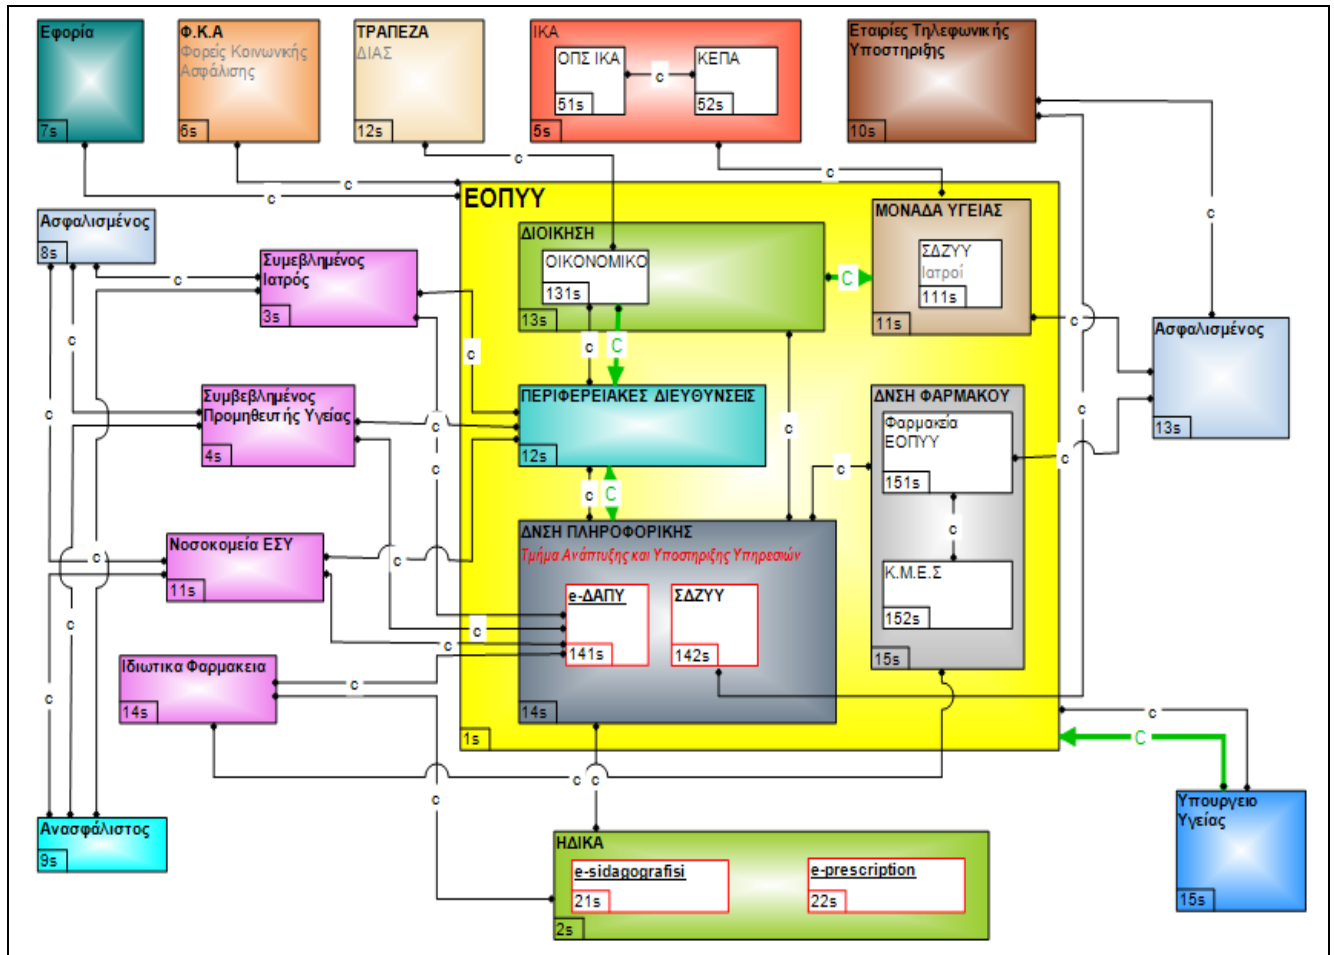 Εφορία
7s
Φ.Κ.Α
Φορείς Κοινωνικής
Ασφάλισης
6s
ΤΡΑΠΕΖΑ
ΔΙΑΣ
12s
ΙΚΑ
ΟΠΣ ΙΚΑ
51s
c
ΚΕΠΑ
52s
5s
Εταιρίες Τηλεφωνικής
Υποστηριξης
10s
c
c
c
c
c
ΕΟΠΥΥ
Ασφαλισμένος
8s
c
Συμεβλημένος
Ιατρός
3s
ΔΙΟΙΚΗΣΗ
ΟΙΚΟΝΟΜΙΚΟ
131s
13s
C
ΜΟΝΑΔΑ ΥΓΕΙΑΣ
ΣΔΖΥΥ
Ιατροί
111s
11s
c
c
Ασφαλισμένος
13s
c
c
c
C
Συμβεβλημένος
Προμηθευτής Υγείας
4s
c
c
ΠΕΡΙΦΕΡΕΙΑΚΕΣ ΔΙΕΥΘΥΝΣΕΙΣ
12s
c
ΔΝΣΗ ΦΑΡΜΑΚΟΥ
Φαρμακεία
ΕΟΠΥΥ
151s
c
c
c
c
c
C
c
Νοσοκομεία ΕΣΥ
11s
ΔΝΣΗ ΠΛΗΡΟΦΟΡΙΚΗΣ
Τμήμα Ανάπτυξης και Υποστηριξης Υπηρεσιών
e-ΔΑΠΥ
141s
ΣΔΖΥΥ
142s
14s
Κ.Μ.Ε.Σ
152s
15s
c
c
c
c
Ιδιωτικα Φαρμακεια
14s
c
c
1s
c
C
c
c
c
Υπουργειο
Υγείας
15s
Ανασφάλιστος
9s
ΗΔΙΚΑ
e-sidagografisi
21s
e-prescription
22s
2s